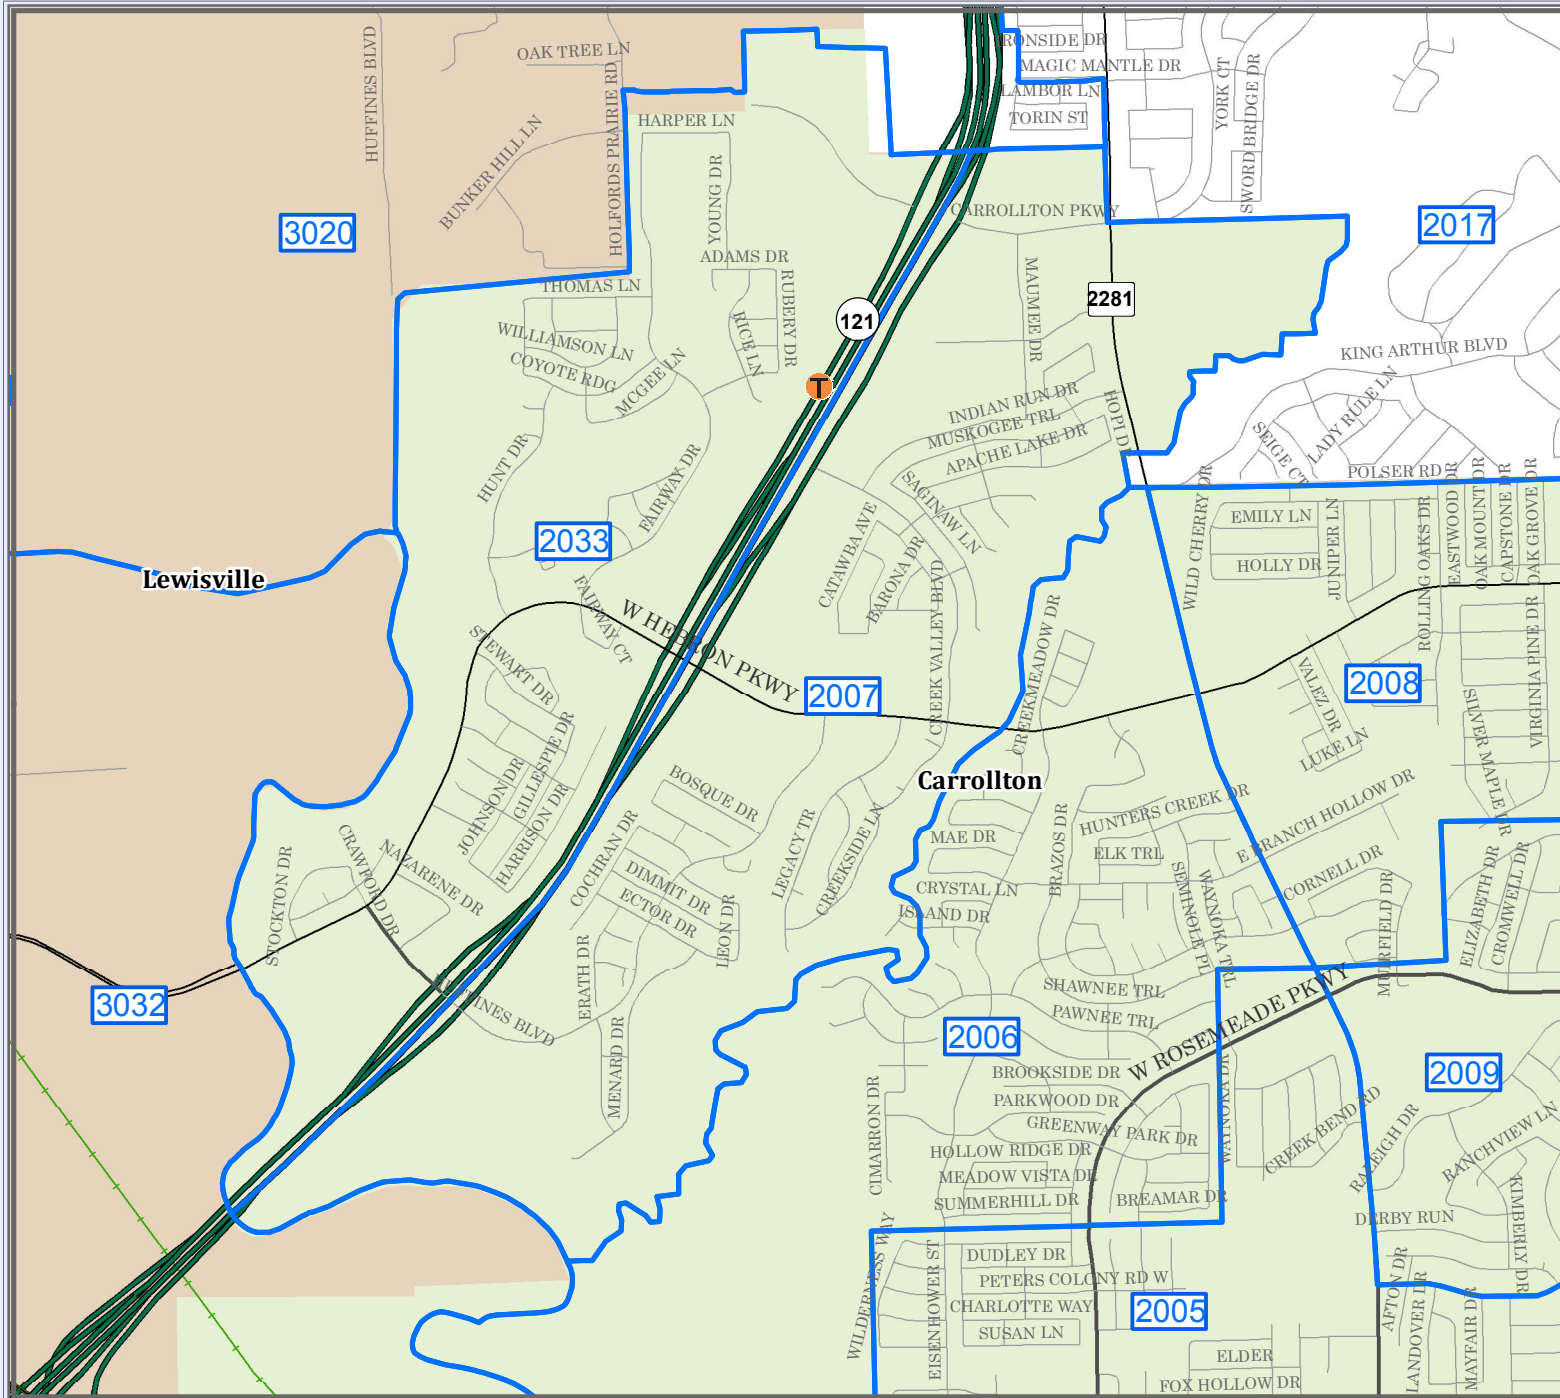 IRONSIDE DR
OAK TREE LN
MAGIC MANTLE DR
LAMBOR LN
TORIN ST
YORK CT
SWORD BRIDGE DR
HUFFINES BLVD
HARPER LN
BUNKER HILL LN
HOLFORDS PRAIRIE RD
YOUNG DR
CARROLLTON PKWY
3020
2017
ADAMS DR
THOMAS LN
RUBERY DR
MAUMEE DR
2281
121
RICE LN
WILLIAMSON LN
COYOTE RDG
MCGEE LN
KING ARTHUR BLVD
T
LADY RULE LN
INDIAN RUN DR
MUSKOGEE TRL
APACHE LAKE DR
HOPI DR
SEIGE CT
POLSER RD
HUNT DR
FAIRWAY DR
SAGINAW LN
WILD CHERRY DR
EMILY LN
JUNIPER LN
ROLLING OAKS DR
EASTWOOD DR
OAK MOUNT DR
CAPSTONE DR
OAK GROVE DR
2033
CATAWBA AVE
BARONA DR
HOLLY DR
Lewisville
FAIRWAY CT
W HEBRON PKWY
CREEK VALLEY BLVD
CREEKMEADOW DR
STEWART DR
2007
2008
VALEZ DR
LUKE LN
SILVER MAPLE DR
VIRGINIA PINE DR
Carrollton
JOHNSON DR
GILLESPIE DR
HARRISON DR
BOSQUE DR
HUNTERS CREEK DR
E BRANCH HOLLOW DR
MAE DR
ELK TRL
BRAZOS DR
CRAWFORD DR
NAZARENE DR
COCHRAN DR
DIMMIT DR
ECTOR DR
LEGACY TR
CREEKSIDE LN
CRYSTAL LN
ISLAND DR
SEMINOLE PL
WAYNOKA TRL
CORNELL DR
MUIRFIELD DR
ELIZABETH DR
CROMWELL DR
STOCKTON DR
LEON DR
ERATH DR
HUFFINES BLVD
3032
SHAWNEE TRL
PAWNEE TRL
2006
W ROSEMEADE PKWY
MENARD DR
BROOKSIDE DR
PARKWOOD DR
GREENWAY PARK DR
WAYNOKA DR
CREEK BEND RD
2009
RALEIGH DR
RANCHVIEW LN
CIMARRON DR
HOLLOW RIDGE DR
MEADOW VISTA DR
SUMMERHILL DR
BREAMAR DR
DERBY RUN
KIMBERLY DR
WILDERNESS WAY
EISENHOWER ST
DUDLEY DR
PETERS COLONY RD W
CHARLOTTE WAY
SUSAN LN
2005
AFTON DR
LANDOVER DR
MAYFAIR DR
ELDER
FOX HOLLOW DR